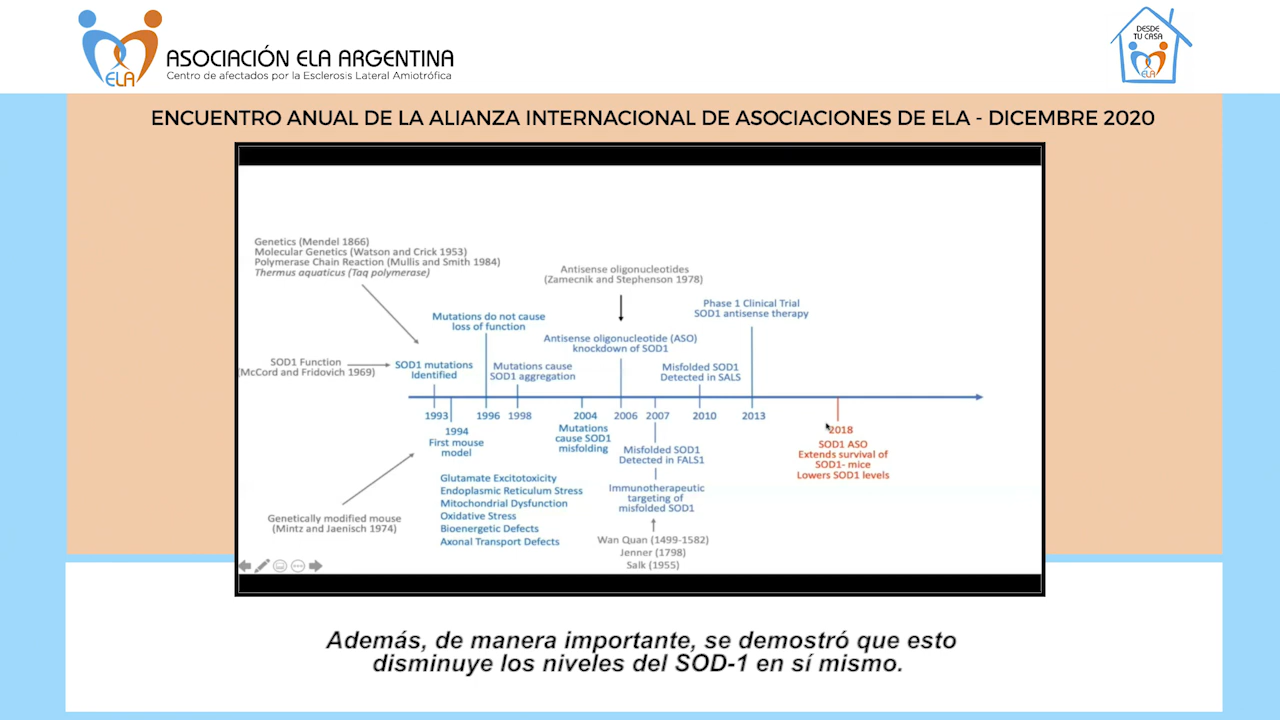 ASOCIACIÓN ELA ARGENTINA
Centro de afectados por la Esclerosis Lateral Amiotrófica
ELA
DESDE
TU CASA
ELA
ENCUENTRO ANUAL DE LA ALIANZA INTERNACIONAL DE ASOCIACIONES DE ELA - DICEMBRE 2020
Genetics (Mendel 1866)
Molecular Genetics (Watson and Crick 1953)
Polymerase Chain Reaction (Mullis and Smith 1984)
Thermus aquaticus (Taq polymerase)
Antisense oligonucleotides
(Zamecnik and Stephenson 1978)
Phase 1 Clinical Trial
SOD1 antisense therapy
Mutations do not cause
loss of function
Antisense oligonucleotide (ASO)
knockdown of SOD1
SOD1 Function
(McCord and Fridovich 1969)
SOD1 mutations
Identified
Mutations cause
SOD1 aggregation
Misfolded SOD1
Detected in SALS
1993
1996
1998
2004
2006
2007
2010
2013
1994
First mouse
model
Mutations
cause SOD1
misfolding
Misfolded SOD1
Detected in FALS1
2018
SOD1 ASO
Extends survival of
SOD1- mice
Lowers SOD1 levels
Glutamate Excitotoxicity
Endoplasmic Reticulum Stress
Mitochondrial Dysfunction
Oxidative Stress
Bioenergetic Defects
Axonal Transport Defects
Immunotherapeutic
targeting of
misfolded SOD1
Genetically modified mouse
(Mintz and Jaenisch 1974)
Wan Quan (1499-1582)
Jenner (1798)
Salk (1955)
Además, de manera importante, se demostró que esto
disminuye los niveles del SOD-1 en sí mismo.